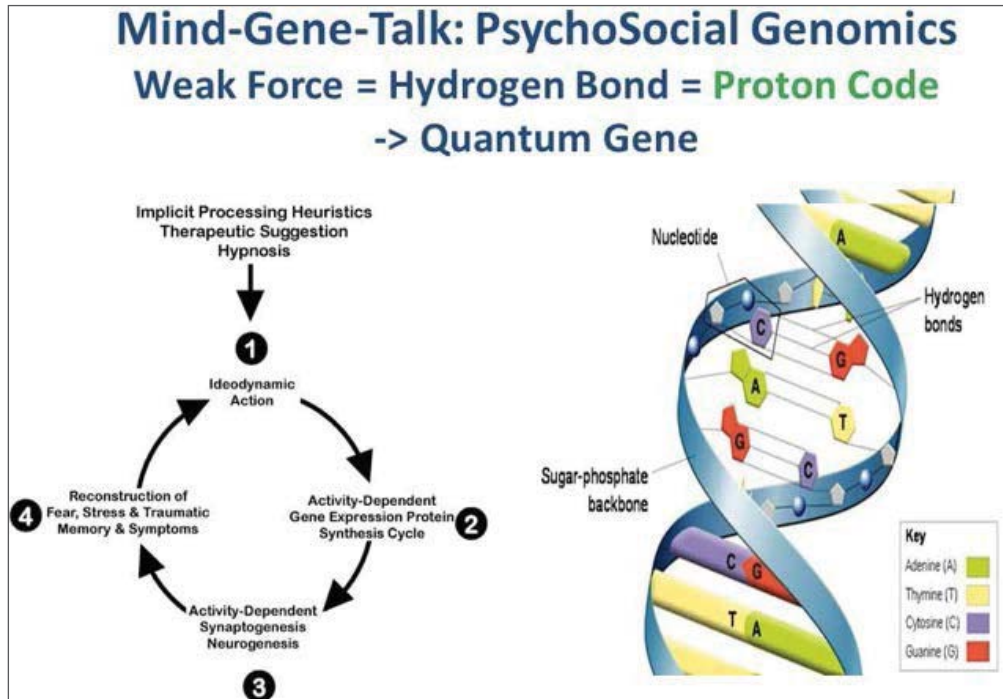 Mind-Gene-Talk: PsychoSocial Genomics
Weak Force = Hydrogen Bond = Proton Code
-> Quantum Gene
Implicit Processing Heuristics
Therapeutic Suggestion
Hypnosis
1
Ideodynamic
Action
Activity-Dependent
Gene Expression Protein
Synthesis Cycle
2
Activity-Dependent
Synaptogenesis
Neurogenesis
3
4
Reconstruction of
Fear, Stress & Traumatic
Memory & Symptoms
Nucleotide
A
Hydrogen
bonds
C
G
A
T
G
C
Sugar-phosphate
backbone
C G
T A
Key
Adenine (A)
Thymine (T)
Cytosine (C)
Guanine (G)